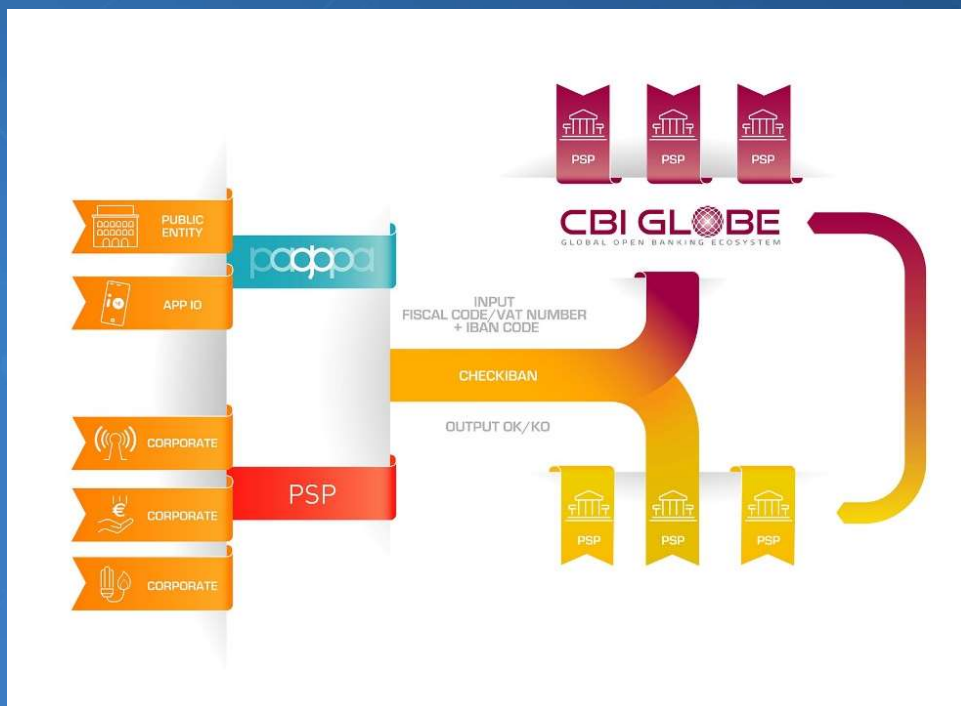 PUBLIC
ENTITY
APP IO
CORPORATE
CORPORATE
CORPORATE
pagopa
PSP
INPUT
FISCAL CODE/VAT NUMBER
+ IBAN CODE
CHECKIBAN
OUTPUT OK/KO
PSP
PSP
PSP
CBI GLOBE
GLOBAL OPEN BANKING ECOSYSTEM
PSP
PSP
PSP